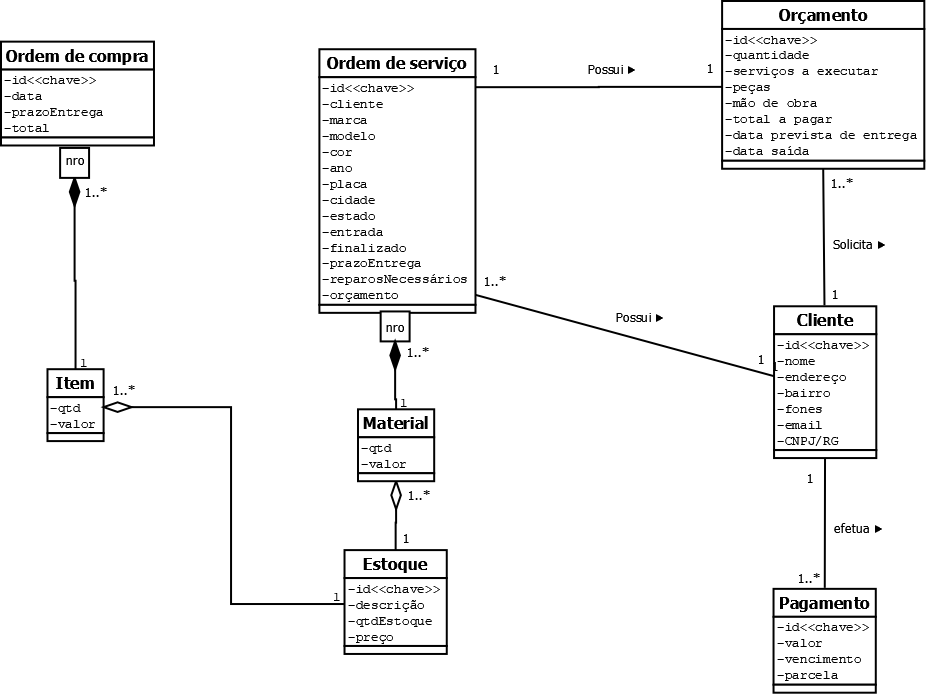 Ordem de compra
-id<<chave>>
-data
-prazoEntrega
-total
nro
1..*
1
Item
-qtd
-valor
1..*
Ordem de serviço
-id<<chave>>
-cliente
-marca
-modelo
-cor
-ano
-placa
-cidade
-estado
-entrada
-finalizado
-prazoEntrega
-reparosNecessários
-orçamento
nro
1..*
1
Material
-qtd
-valor
1..*
1
1
Estoque
-id<<chave>>
-descrição
-qtdEstoque
-preço
1
Possui ►
1
Orçamento
-id<<chave>>
-quantidade
-serviços a executar
-peças
-mão de obra
-total a pagar
-data prevista de entrega
-data saída
1..*
Solicita ►
1
1..*
Possui ►
1
1
Cliente
-id<<chave>>
-nome
-endereço
-bairro
-fones
-email
-CNPJ/RG
1
efetua ►
1..*
Pagamento
-id<<chave>>
-valor
-vencimento
-parcela